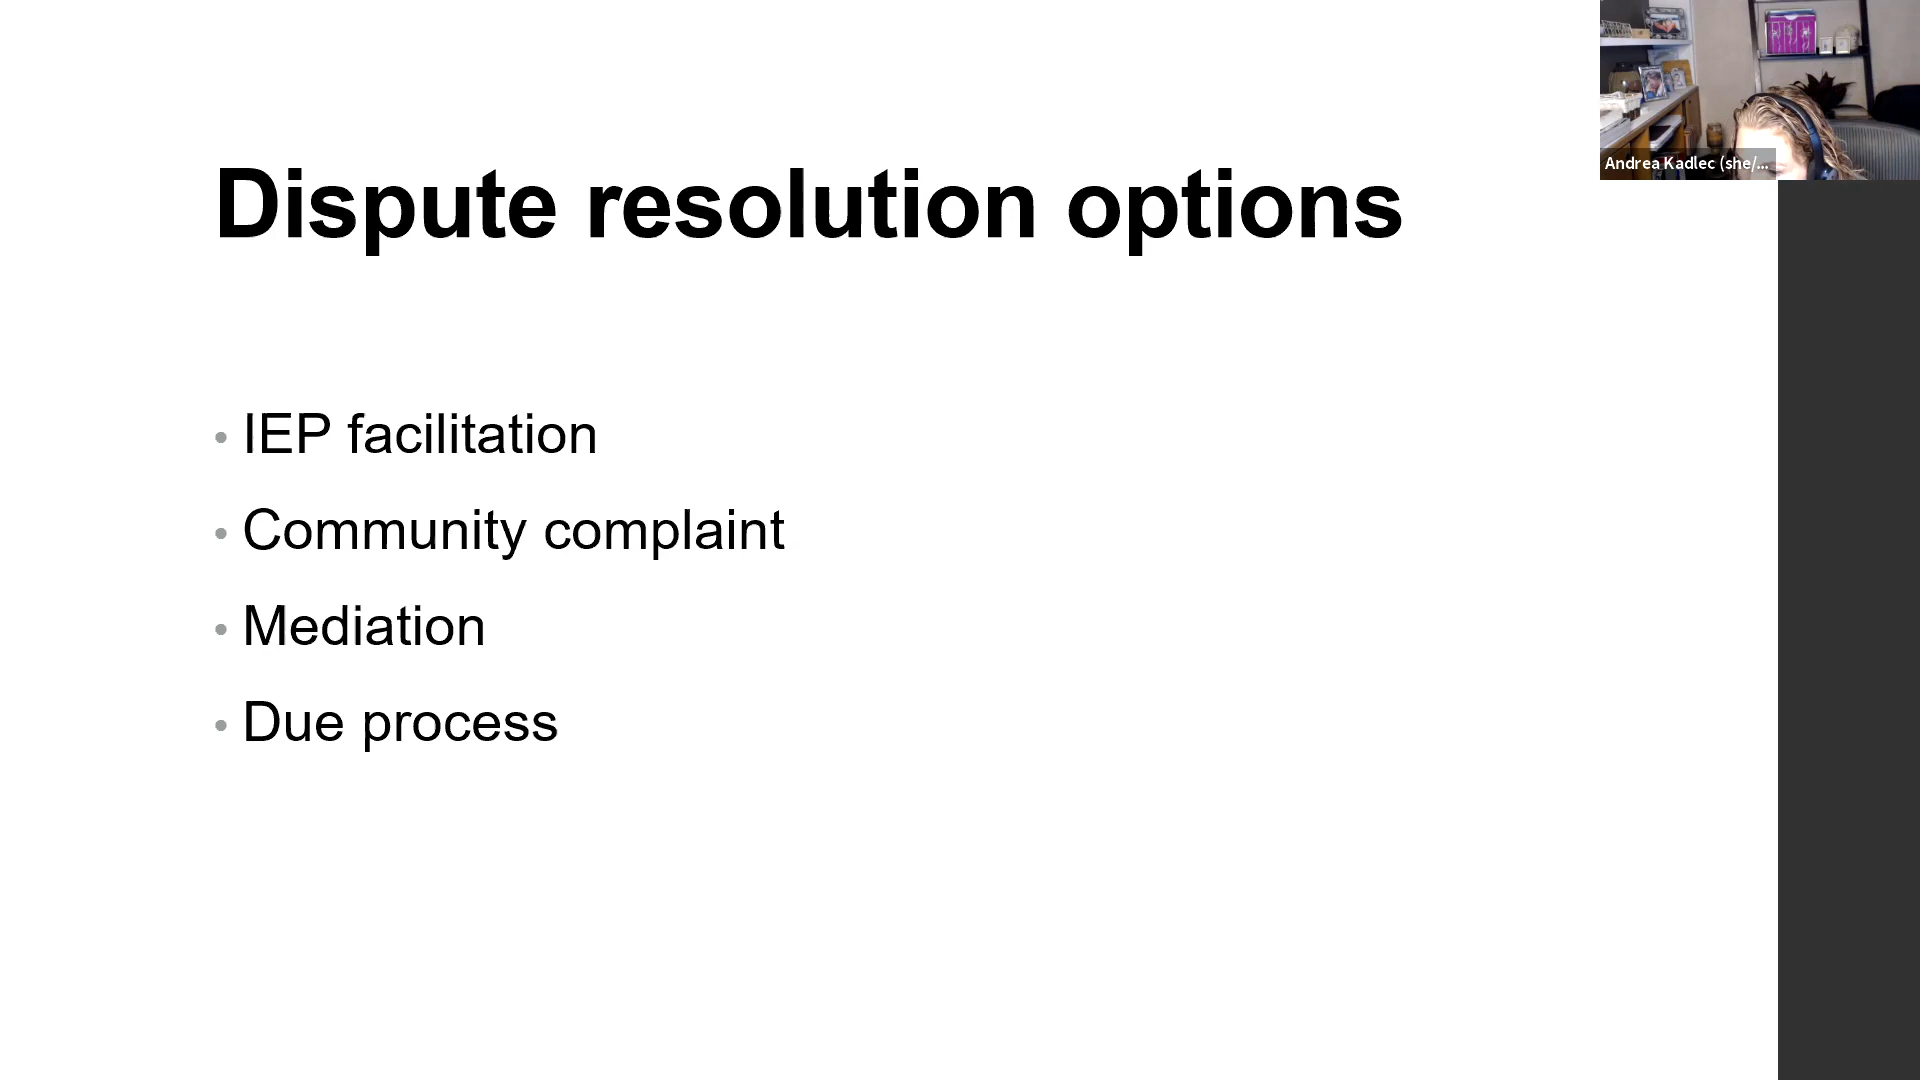 Andrea Kadlec (she/...
Dispute resolution options
• IEP facilitation
• Community complaint
• Mediation
• Due process